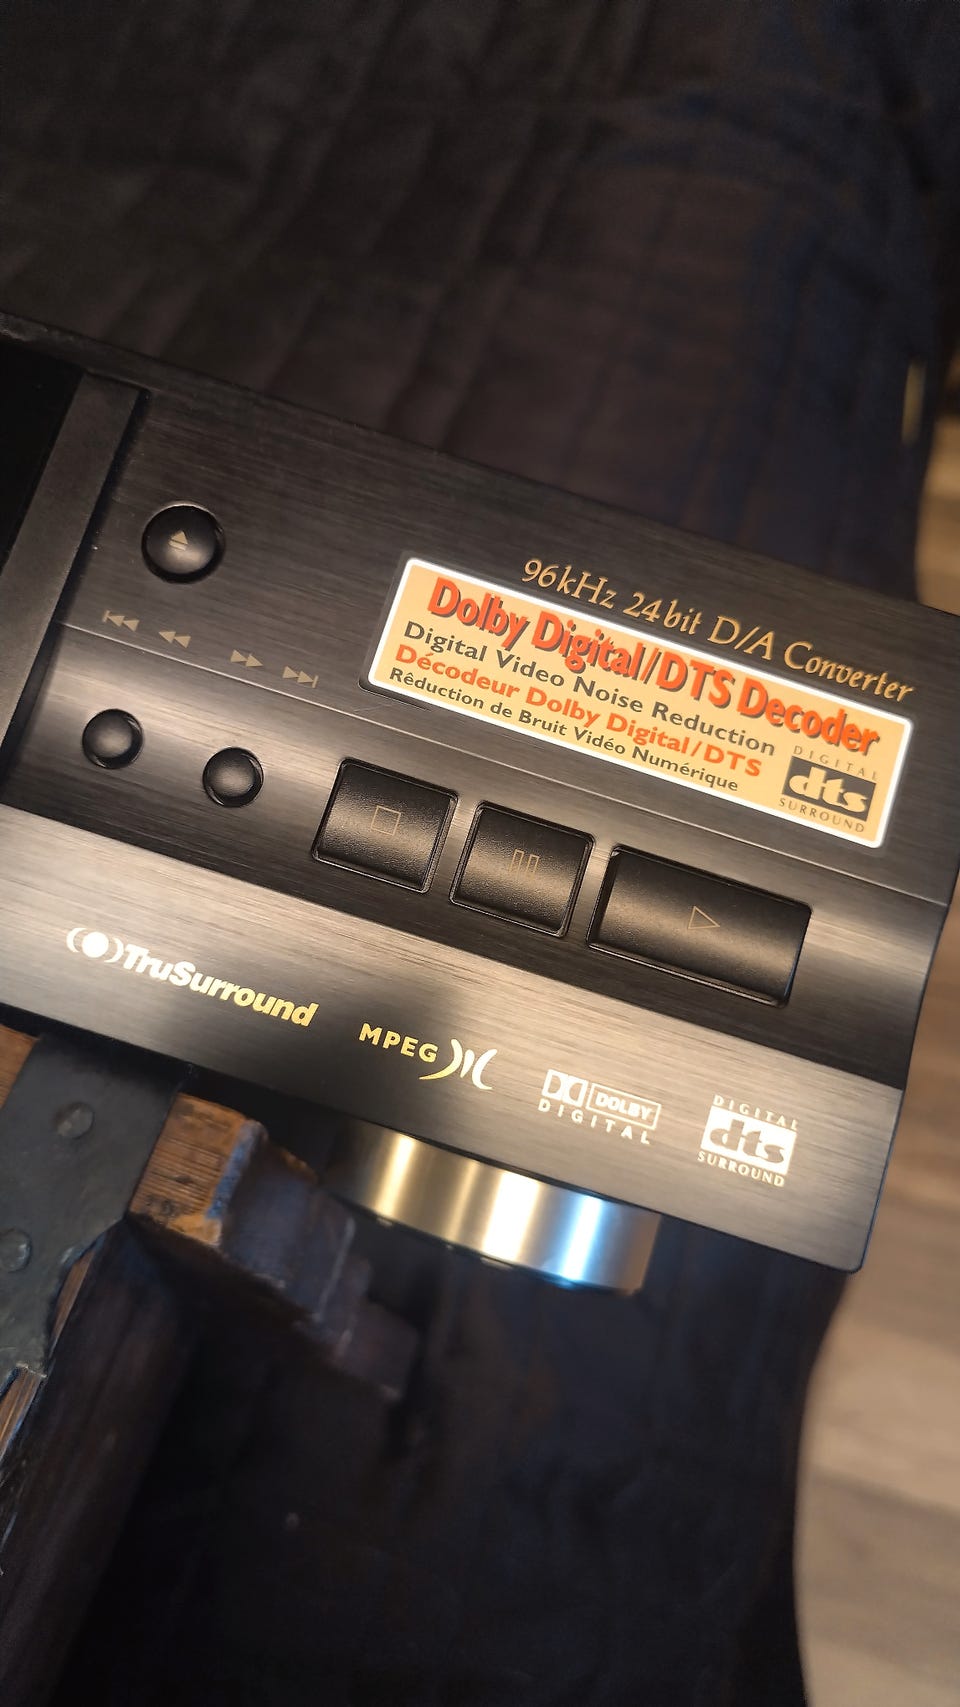 96kHz 24bit D/A Converter
Dolby Digital/DTS Decoder
Digital Video Noise Reduction
Décodeur Dolby Digital/DTS
Rêduction de Bruit Vidéo Numérique
DIGITAL
dts
SURROUND
TruSurround
MPEG
DOLBY
DIGITAL
DIGITAL
dts
SURROUND